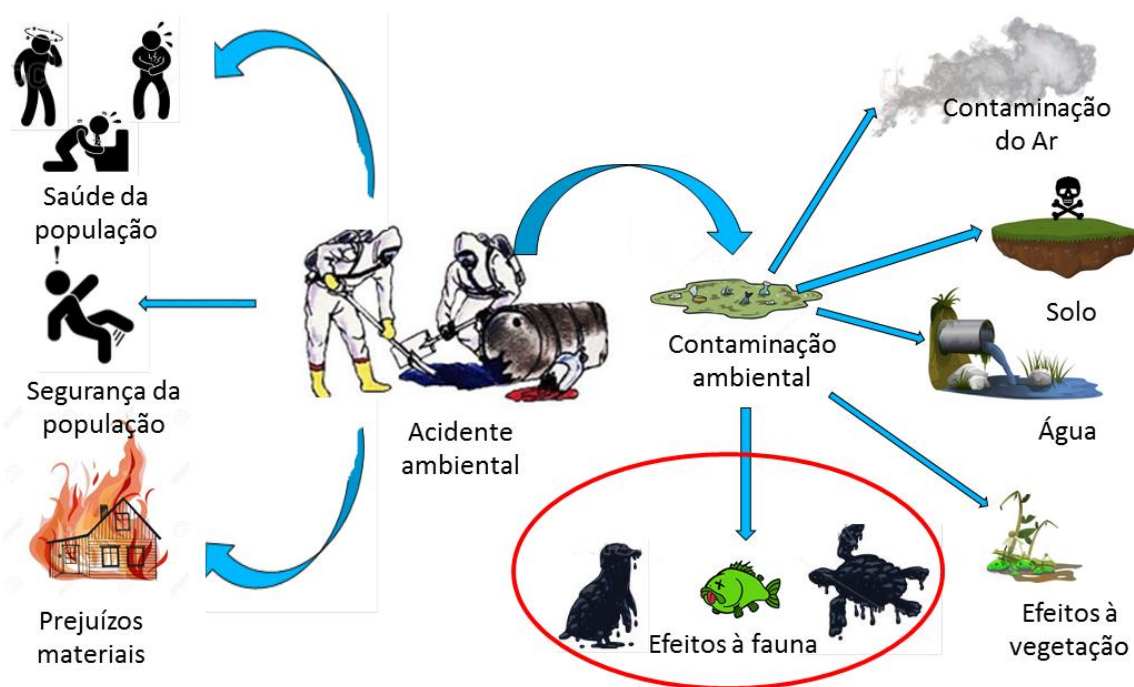 Saúde da
população
!
Segurança da
população
Prejuízos
materiais
Acidente
ambiental
Contaminação
ambiental
Contaminação
do Ar
Solo
Água
Efeitos à fauna
Efeitos à
vegetação